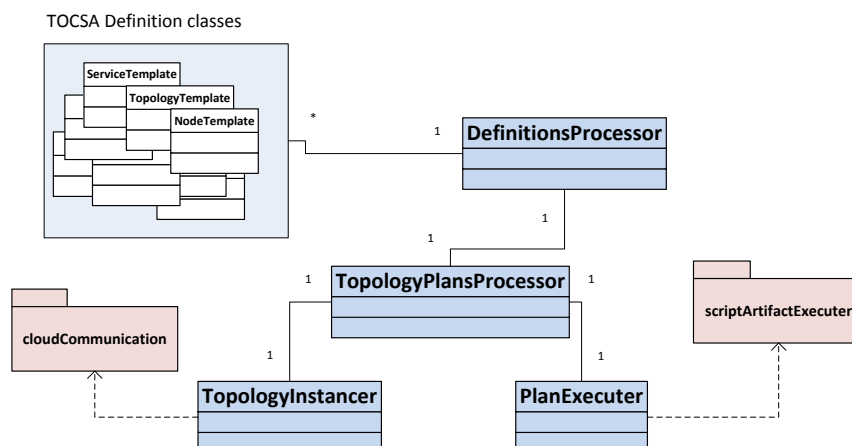 TOCSA Definition classes
ServiceTemplate
TopologyTemplate
NodeTemplate
*
1
DefinitionsProcessor
1
1
TopologyPlansProcessor
1
1
scriptArtifactExecuter
cloudCommunication
1
1
TopologyInstancer
PlanExecuter